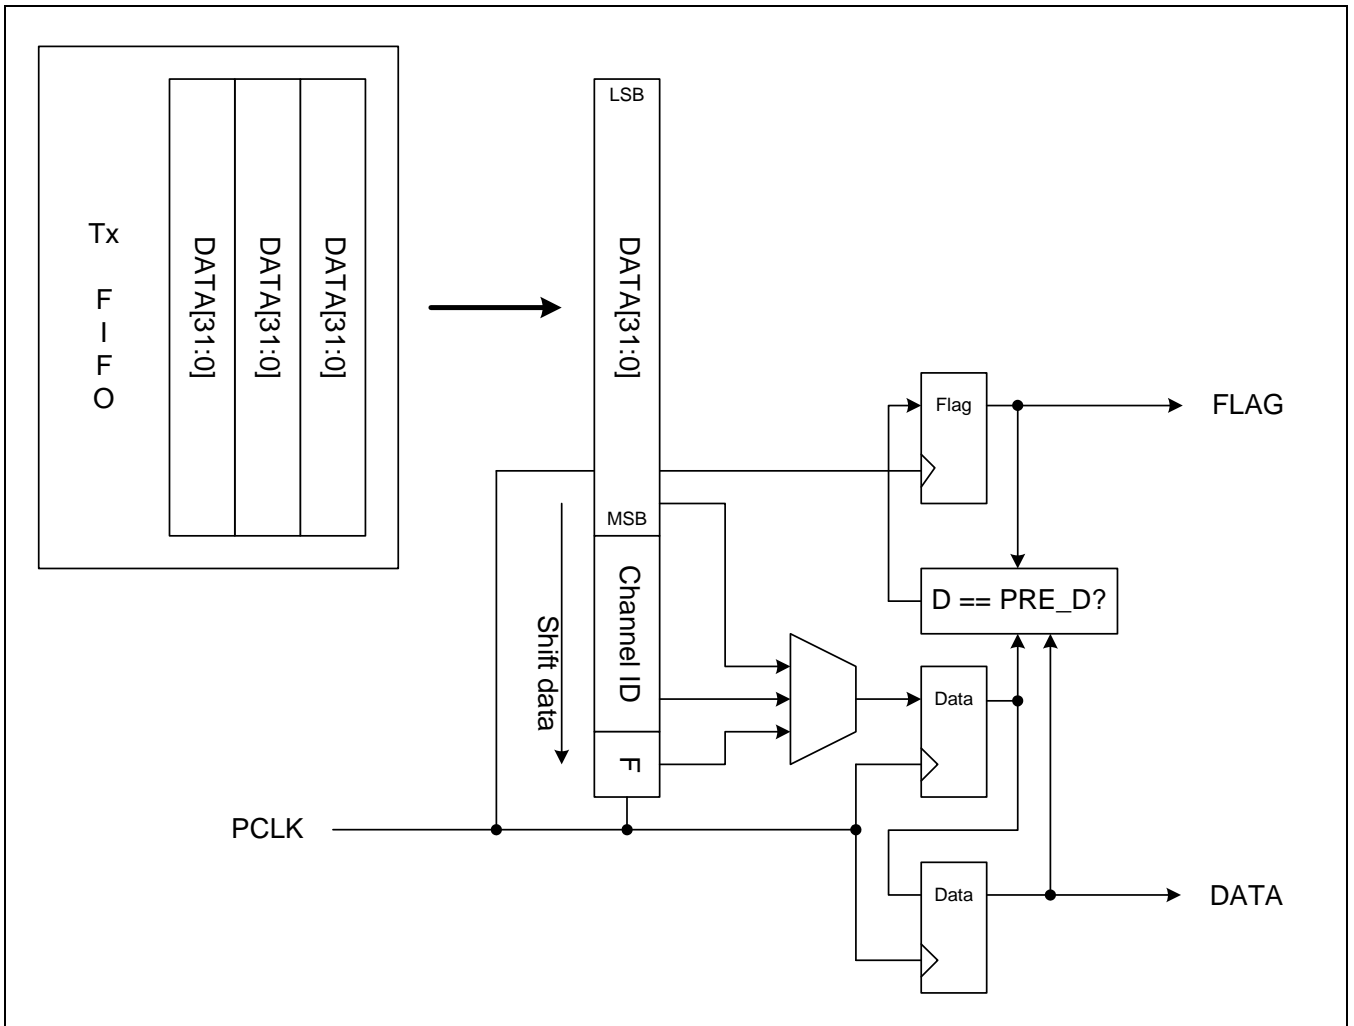 Tx
F
I
F
O
DATA[31:0]
DATA[31:0]
DATA[31:0]
LSB
DATA[31:0]
MSB
Channel ID
F
Shift data
PCLK
Flag
FLAG
D == PRE_D?
Data
Data
DATA